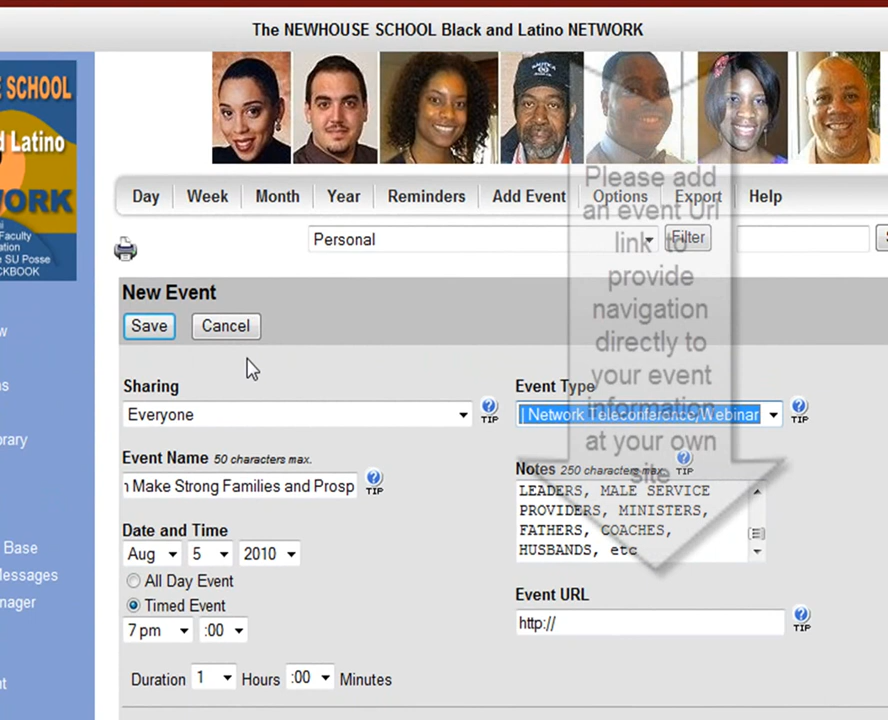 The NEWHOUSE SCHOOL Black and Latino NETWORK
E SCHOOL
d Latino
WORK
Faculty
ation
e SU Posse
CKBOOK
Day Week Month Year Reminders Add Event Options Export Help
Personal Filter S
Please add
an event Url
link to
provide
navigation
directly to
your event
information
at your own
site
New Event
Save Cancel
Sharing
Everyone
TIP
Event Type
| Network Teleconference/Webinar
TIP
Event Name 50 characters max.
n Make Strong Families and Prosp
TIP
Notes 250 characters max.
TIP
LEADERS, MALE SERVICE
PROVIDERS, MINISTERS,
FATHERS, COACHES,
HUSBANDS, etc
Date and Time
Aug 5 2010
All Day Event
Timed Event
7 pm :00
Event URL
http://
TIP
Duration 1 Hours :00 Minutes
w
s
brary
Base
Messages
nager
t